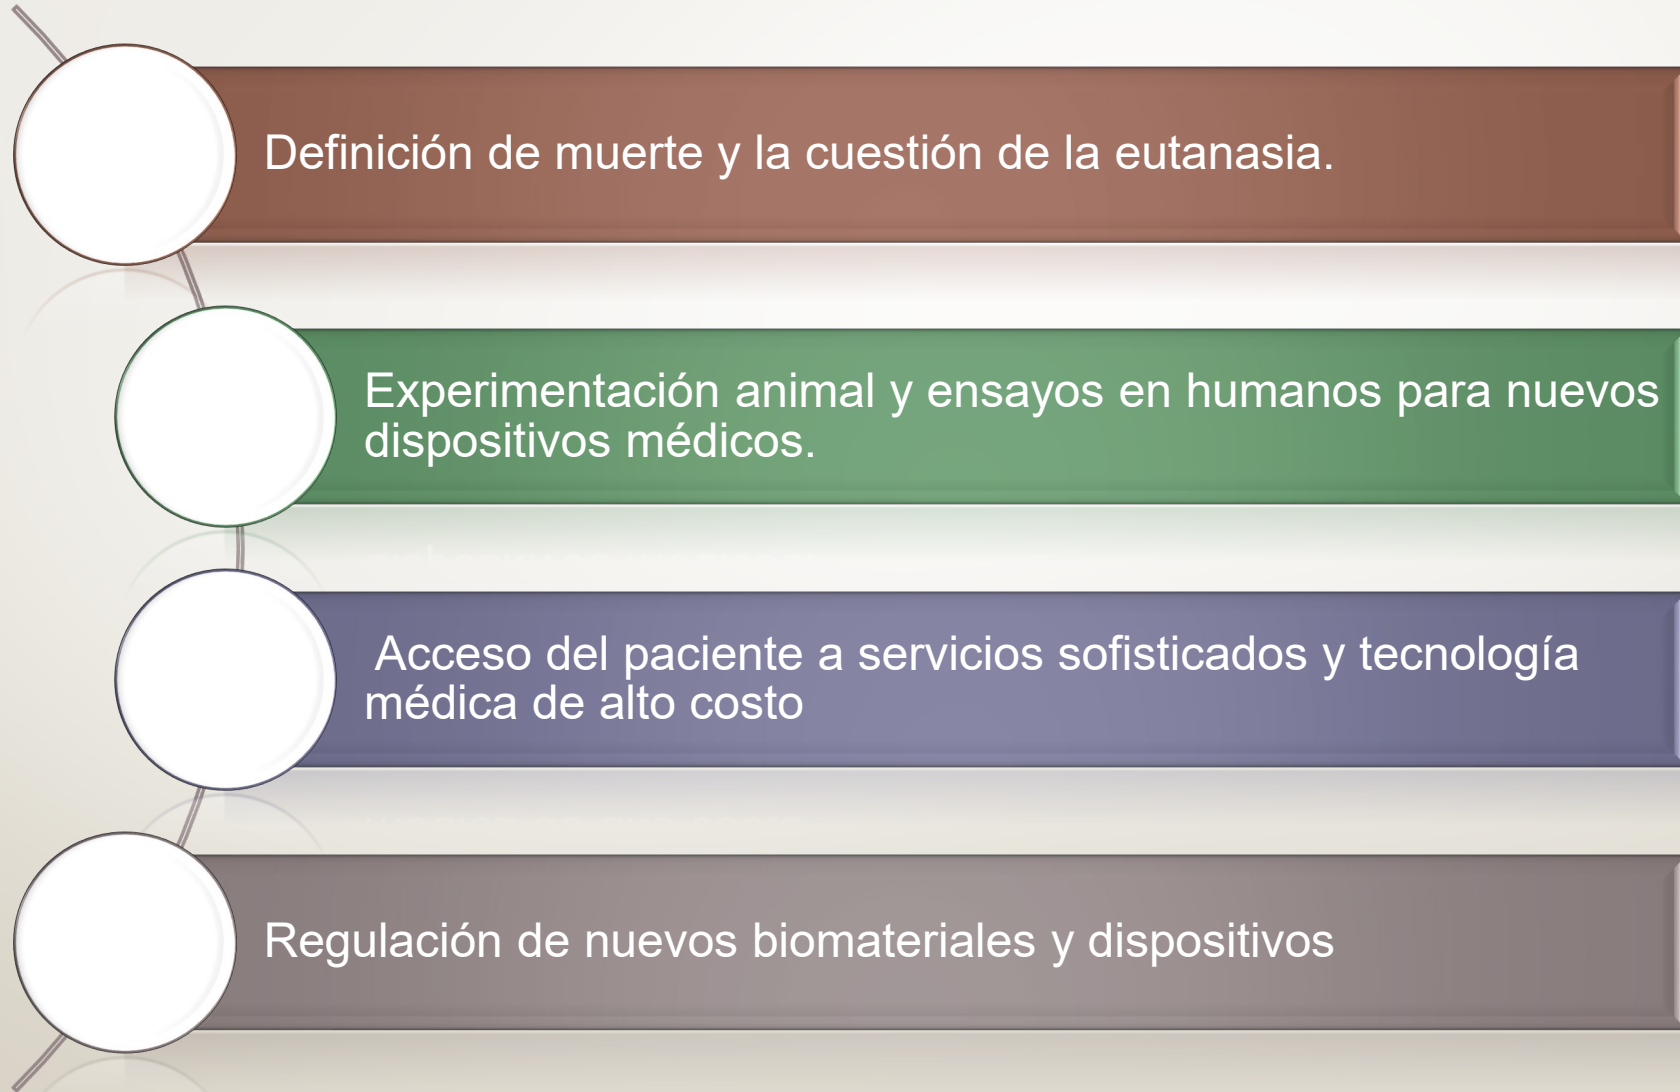 Definición de muerte y la cuestión de la eutanasia.
Experimentación animal y ensayos en humanos para nuevos
dispositivos médicos.
Acceso del paciente a servicios sofisticados y tecnología
médica de alto costo
Regulación de nuevos biomateriales y dispositivos